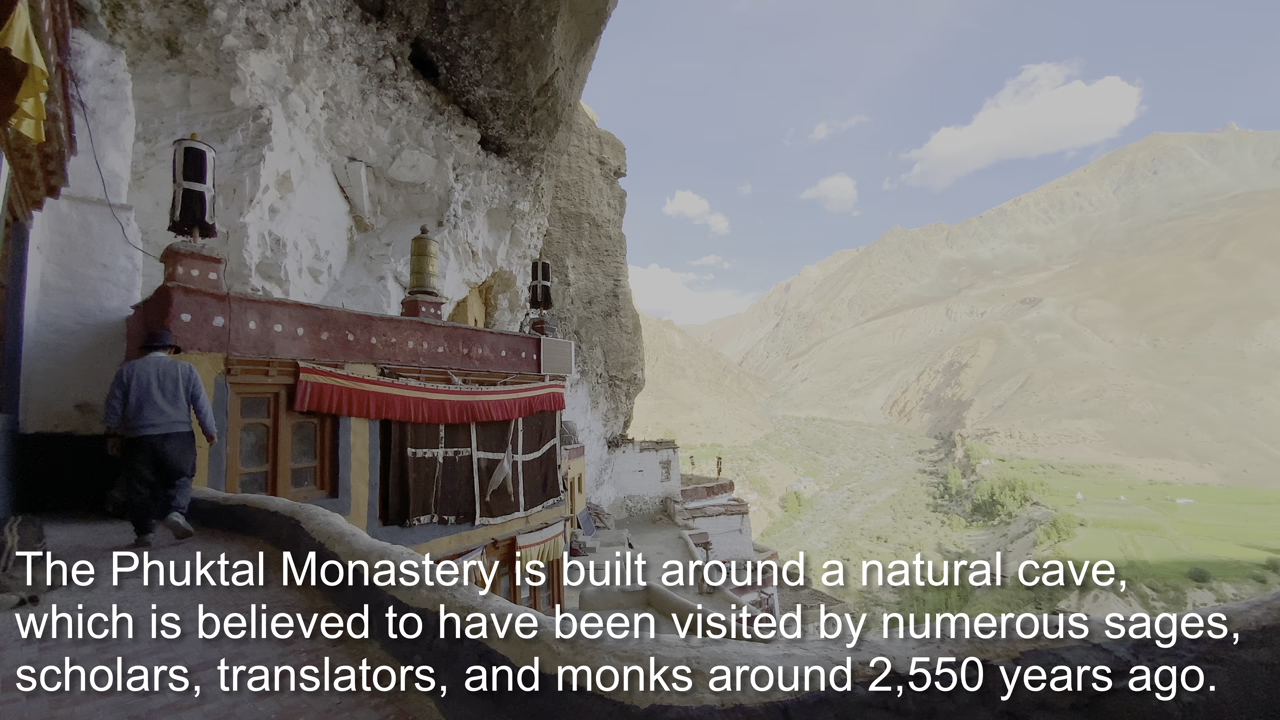 The Phuktal Monastery is built around a natural cave,
which is believed to have been visited by numerous sages,
scholars, translators, and monks around 2,550 years ago.